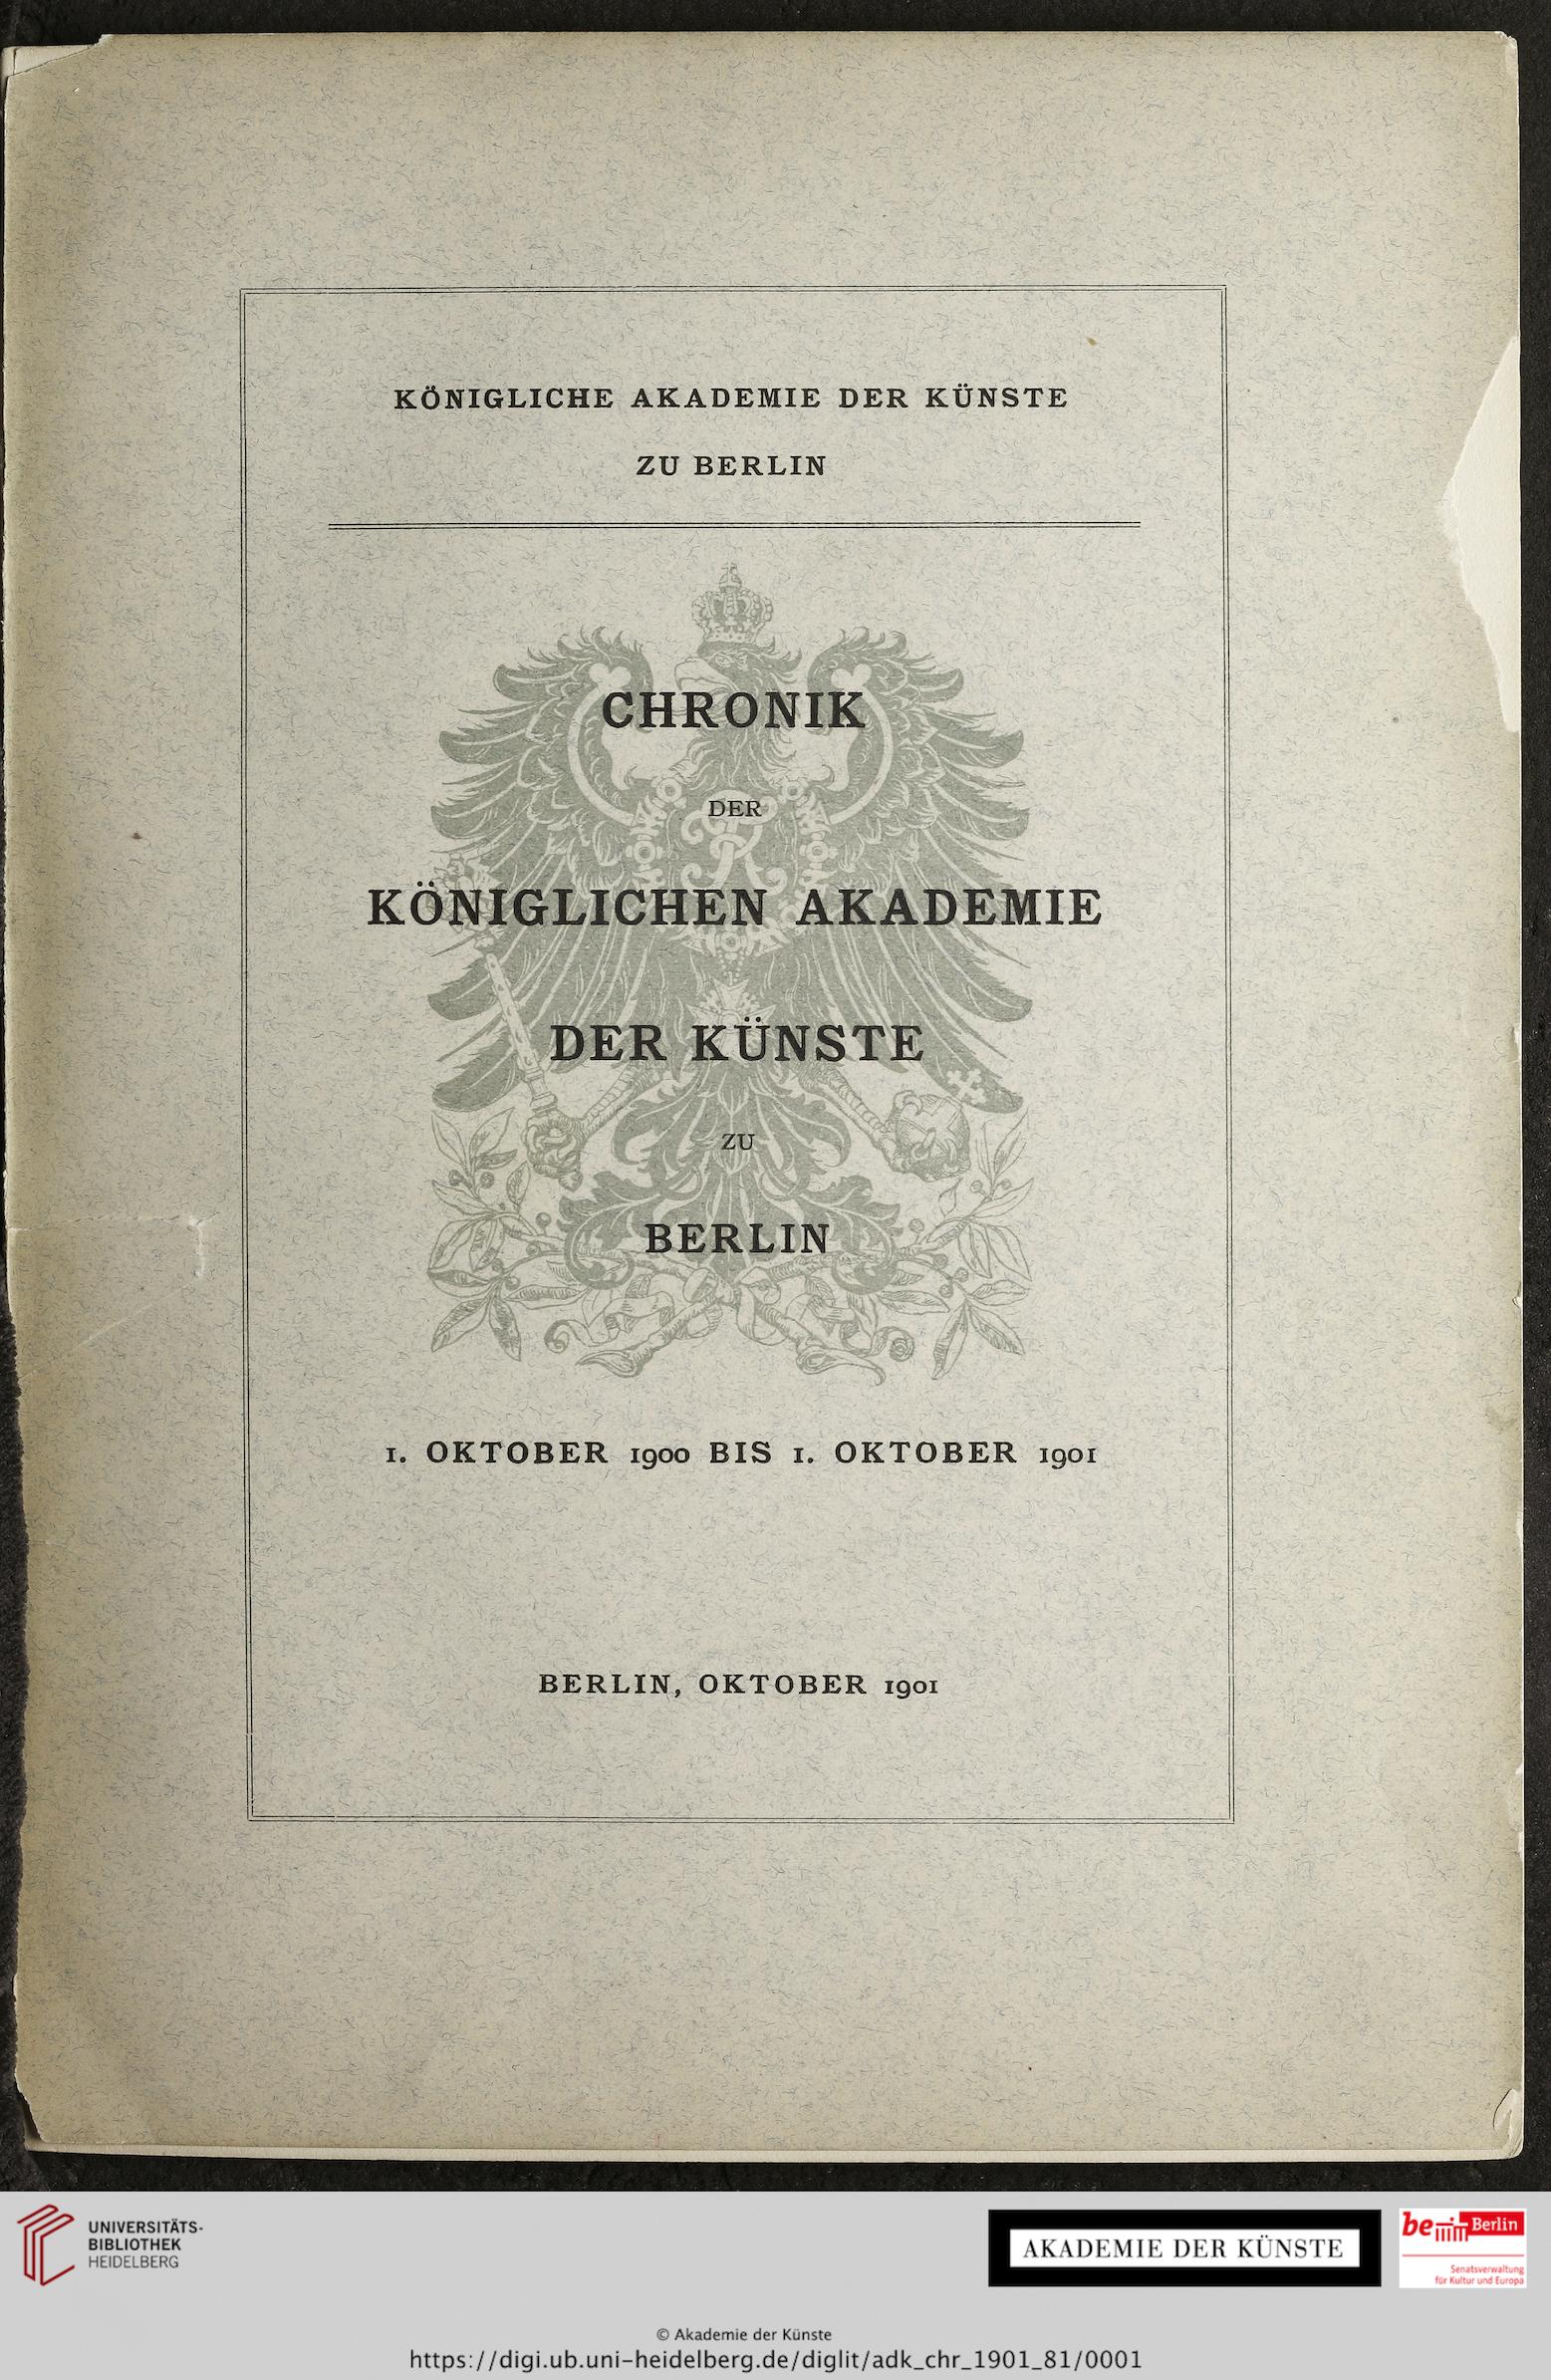 KÖNIGLICHE AKADEMIE DER KÜNSTE
ZU BERLIN
CHRONIK
DER
KÖNIGLICHEN AKADEMIE
DER KÜNSTE
ZU
BERLIN
1. OKTOBER 1900 BIS 1. OKTOBER 1901
BERLIN, OKTOBER 1901
UNIVERSITÄTS-
BIBLIOTHEK
HEIDELBERG
AKADEMIE DER KÜNSTE
be Berlin
Senatsverwaltung
für Kultur und Europa
© Akademie der Künste
https://digi.ub.uni-heidelberg.de/diglit/adk_chr_1901_81/0001